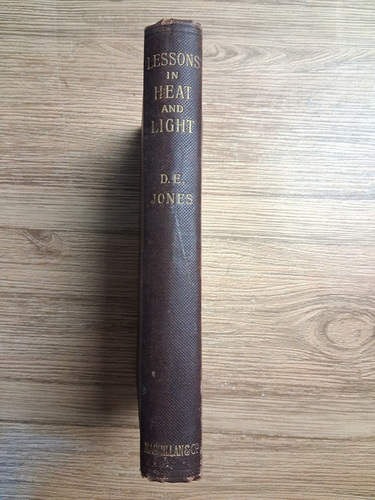 LESSONS
IN
HEAT
AND
LIGHT
D. E.
JONES
MACMILLAN & Co.